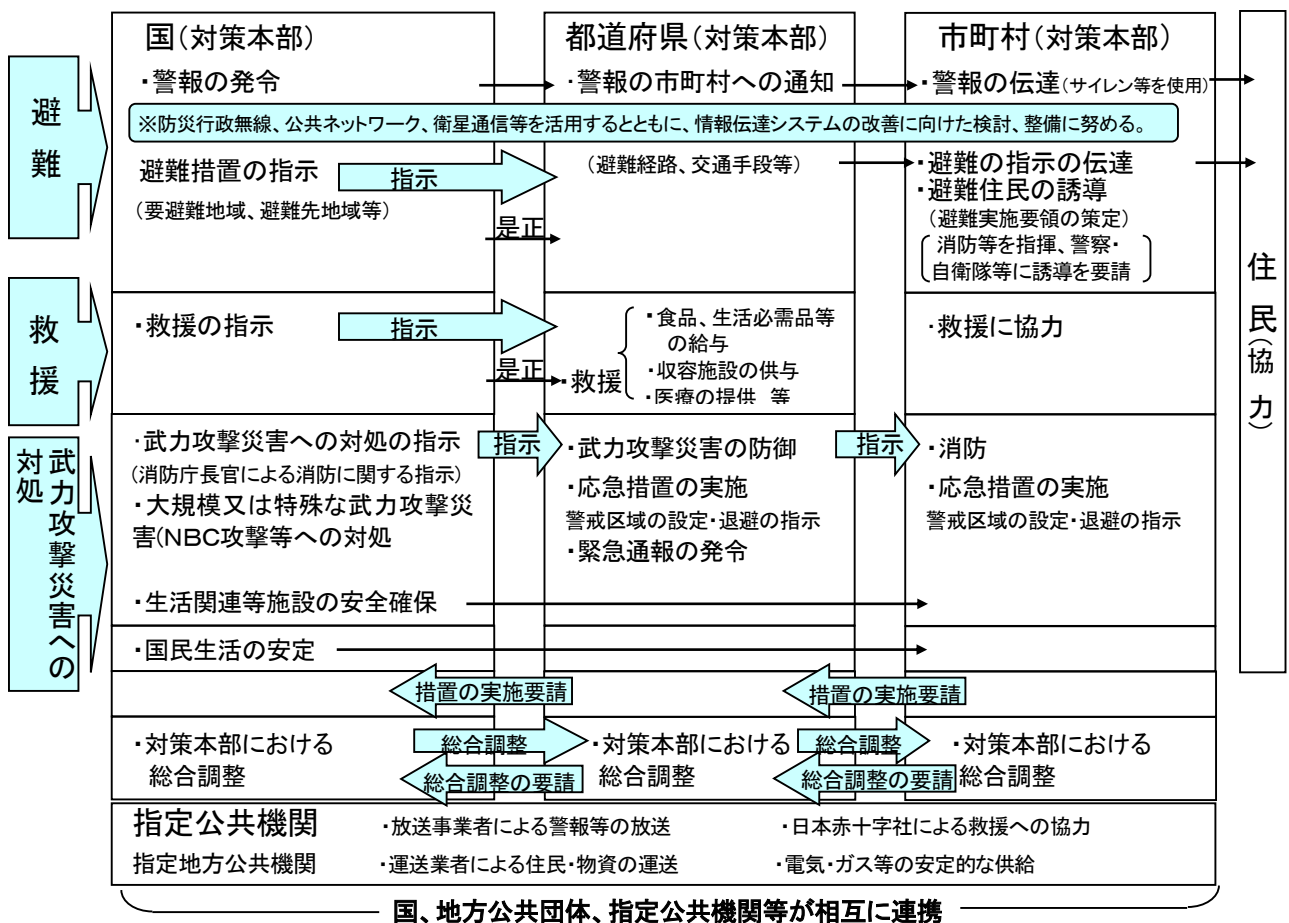 避難
国(対策本部)
都道府県(対策本部)
市町村(対策本部)
・警報の発令
・警報の市町村への通知
・警報の伝達(サイレン等を使用)
※防災行政無線、公共ネットワーク、衛星通信等を活用するとともに、情報伝達システムの改善に向けた検討、整備に努める。
避難措置の指示
指示
(避難経路、交通手段等)
・避難の指示の伝達
・避難住民の誘導
(要避難地域、避難先地域等)
(避難実施要領の策定)
是正
消防等を指揮、警察・
自衛隊等に誘導を要請
救援
・救援の指示
指示
是正
・救援
・食品、生活必需品等
の給与
・収容施設の供与
・医療の提供 等
・救援に協力
武力攻撃災害への
対処
・武力攻撃災害への対処の指示
(消防庁長官による消防に関する指示)
・大規模又は特殊な武力攻撃災
害(NBC攻撃等への対処
指示
・武力攻撃災害の防御
・応急措置の実施
警戒区域の設定・退避の指示
・緊急通報の発令
指示
・消防
・応急措置の実施
警戒区域の設定・退避の指示
・生活関連等施設の安全確保
・国民生活の安定
措置の実施要請
措置の実施要請
・対策本部における
総合調整
総合調整
総合調整の要請
・対策本部における
総合調整
総合調整
総合調整の要請
・対策本部における
総合調整
住民(協力)
指定公共機関
・放送事業者による警報等の放送
・日本赤十字社による救援への協力
指定地方公共機関
・運送業者による住民・物資の運送
・電気・ガス等の安定的な供給
国、地方公共団体、指定公共機関等が相互に連携